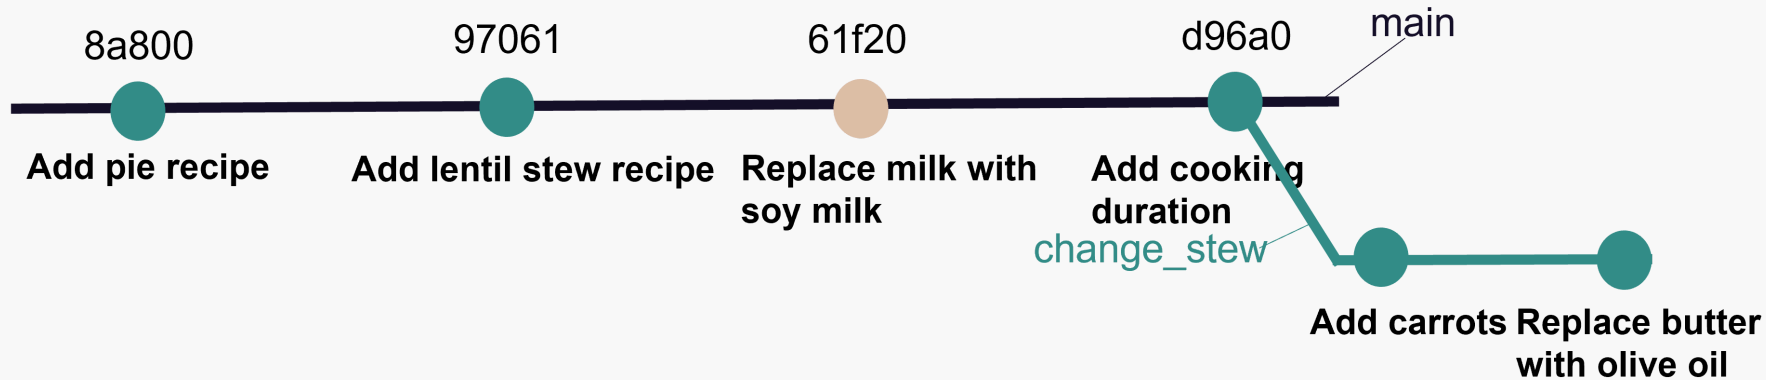 8a800
97061
61f20
d96a0
main
Add pie recipe
Add lentil stew recipe
Replace milk with
soy milk
Add cooking
duration
change_stew
Add carrots
Replace butter
with olive oil